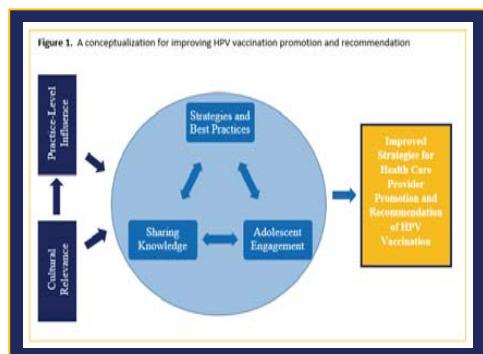 Figure 1. A conceptualization for improving HPV vaccination promotion and recommendation
Practice-Level
Influence
Cultural
Relevance
Strategies and
Best Practices
Sharing
Knowledge
Adolescent
Engagement
Improved
Strategies for
Health Care
Provider
Promotion and
Recommendation
of HPV
Vaccination